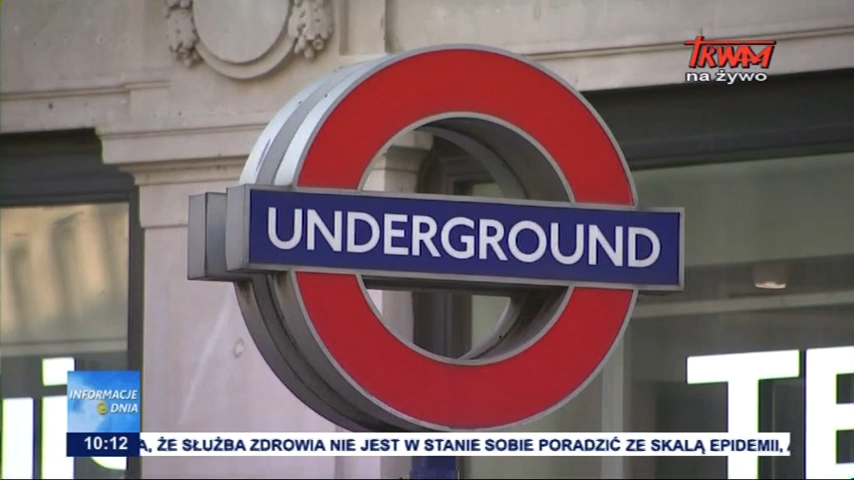 TRWAM
na żywo
UNDERGROUND
TE
INFORMACJE
DNIA
10:12
A, ŻE SŁUŻBA ZDROWIA NIE JEST W STANIE SOBIE PORADZIĆ ZE SKALĄ EPIDEMII,